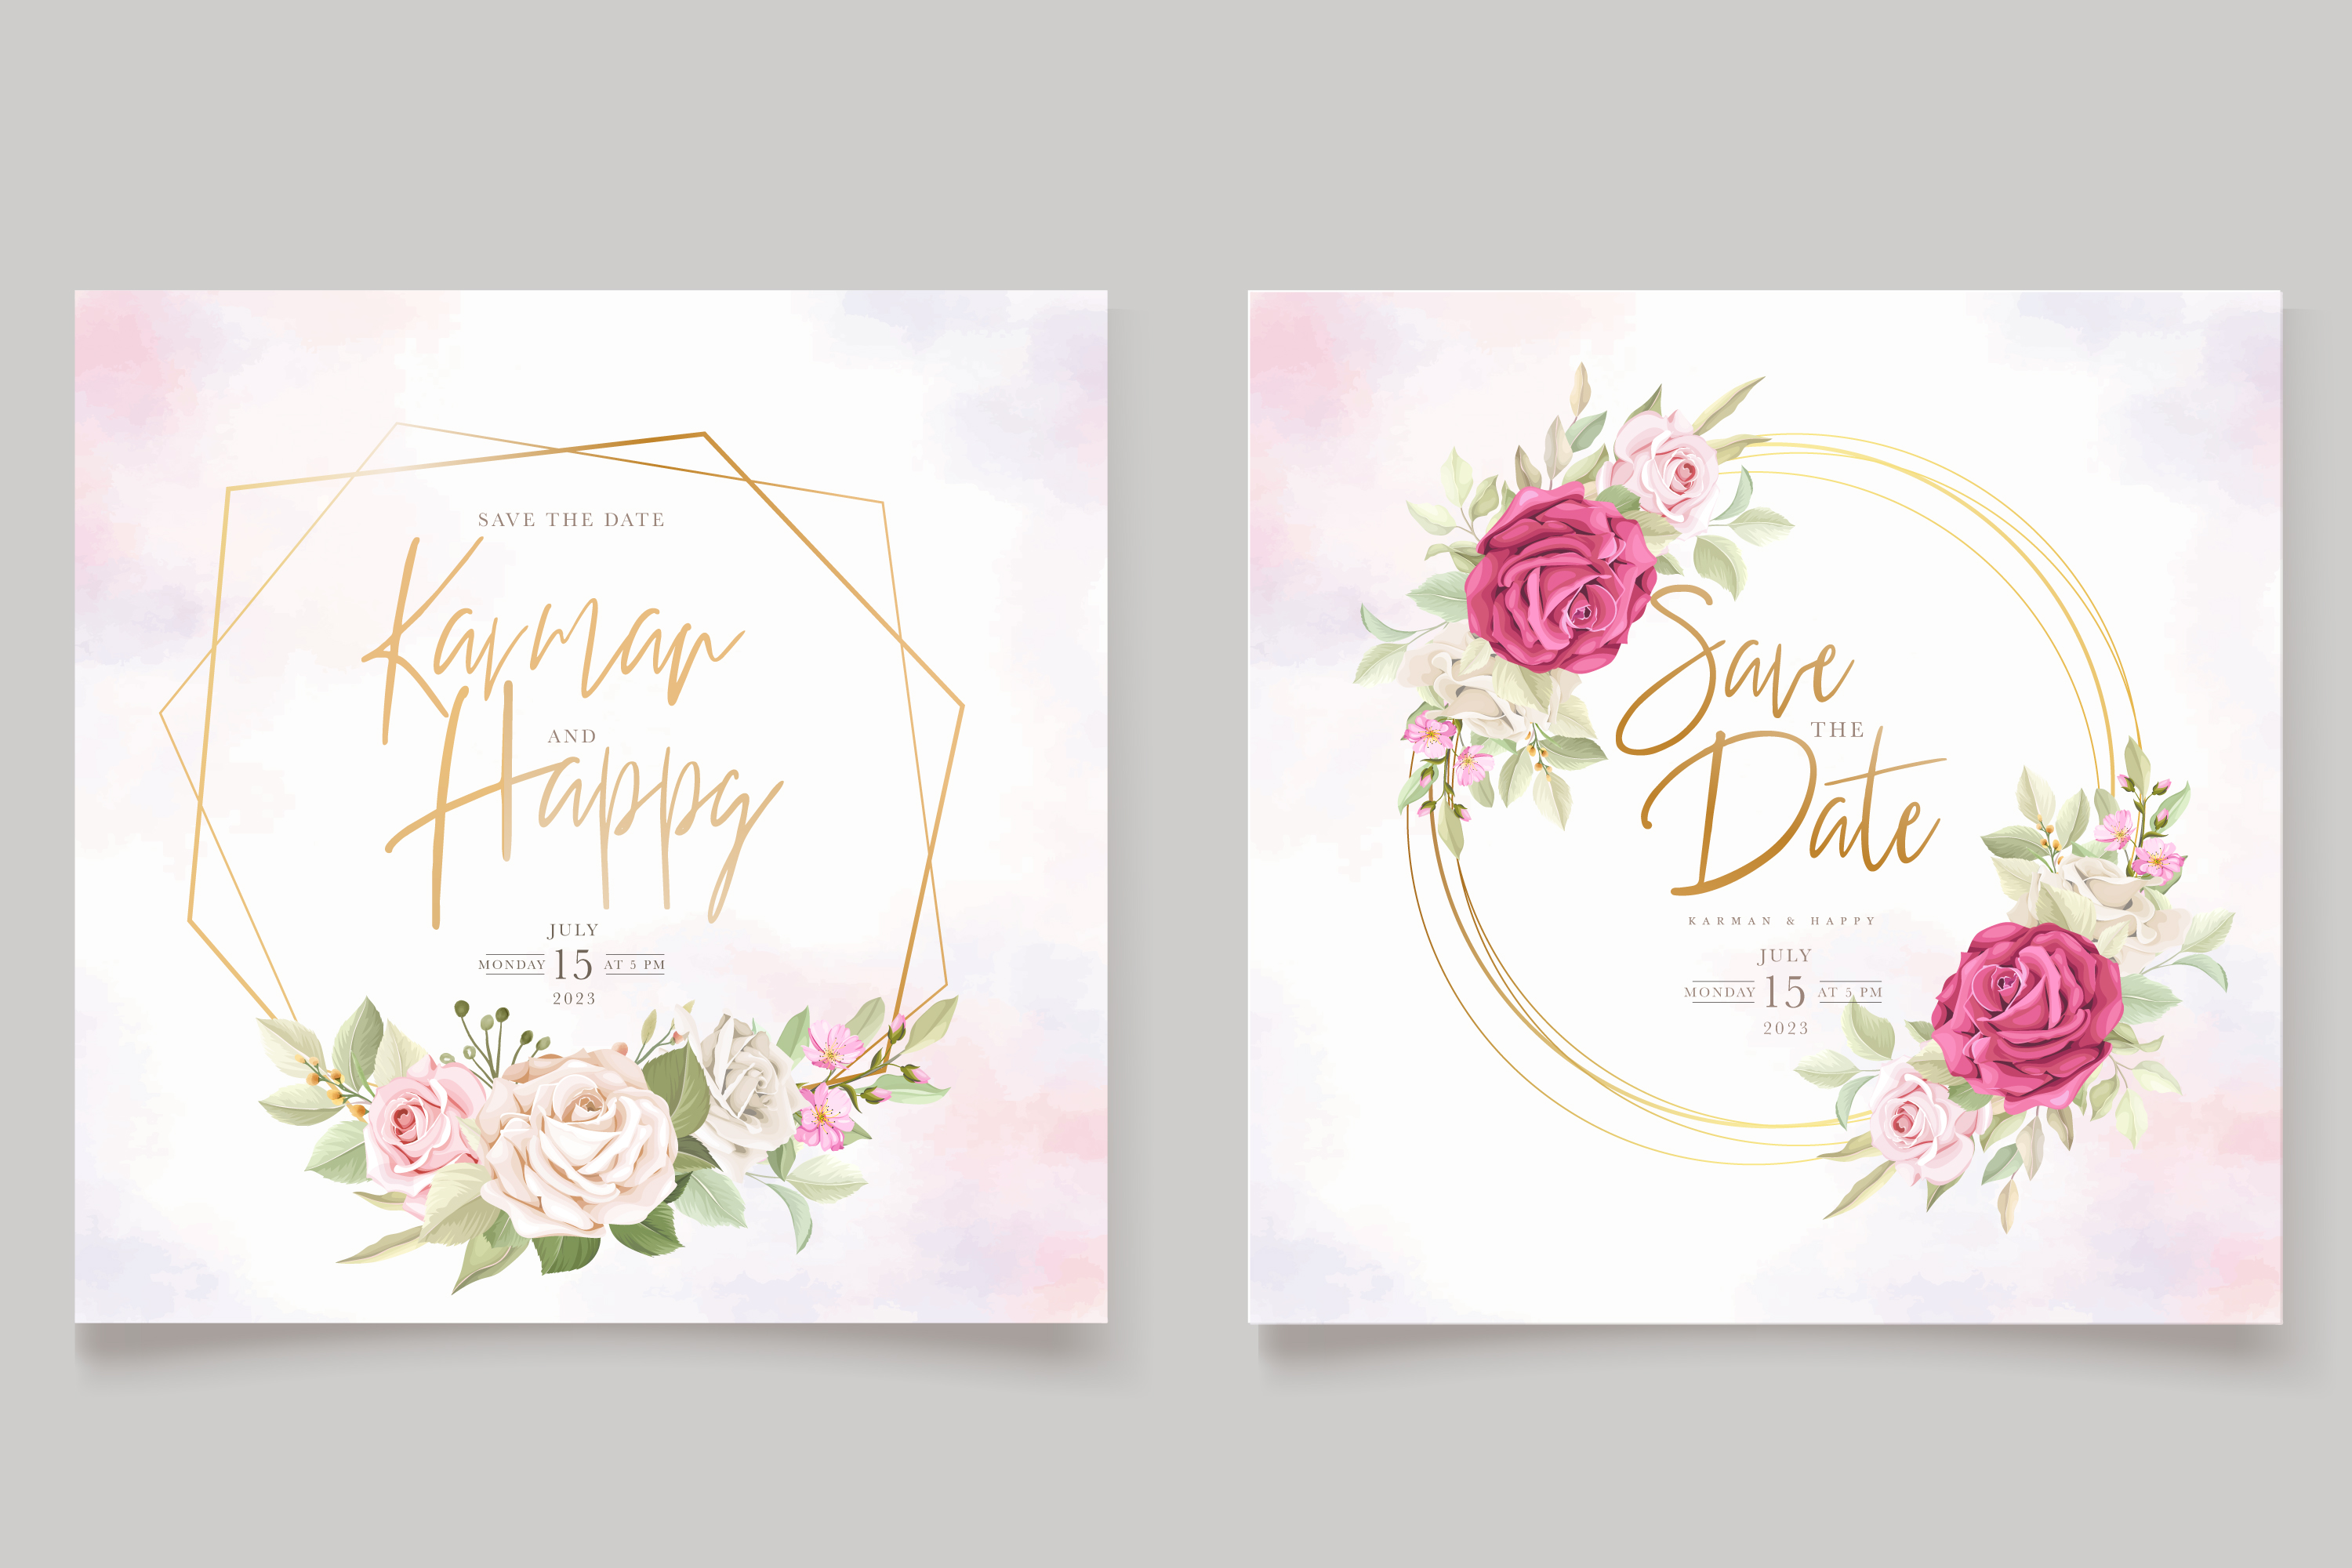 SAVE THE DATE
Karman
AND
Happy
JULY
MONDAY 15 AT 5 PM
2023
Save
THE
Date
KARMAN & HAPPY
JULY
MONDAY 15 AT 5 PM
2023